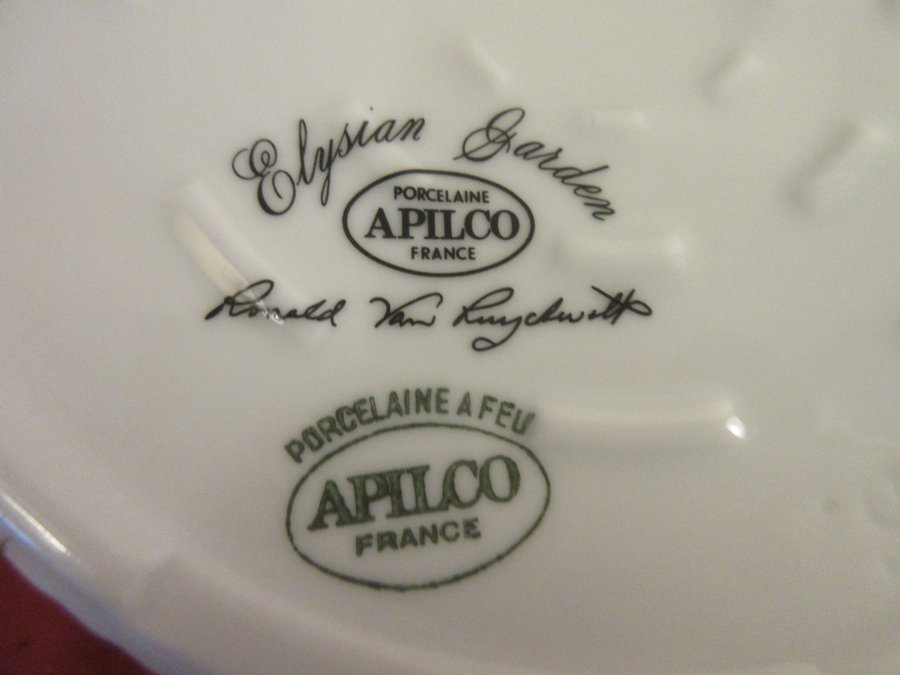 Elysian Garden
PORCELAINE
APILCO
FRANCE
Ronald Van Ruyckevelt
PORCELAINE A FEU
APILCO
FRANCE